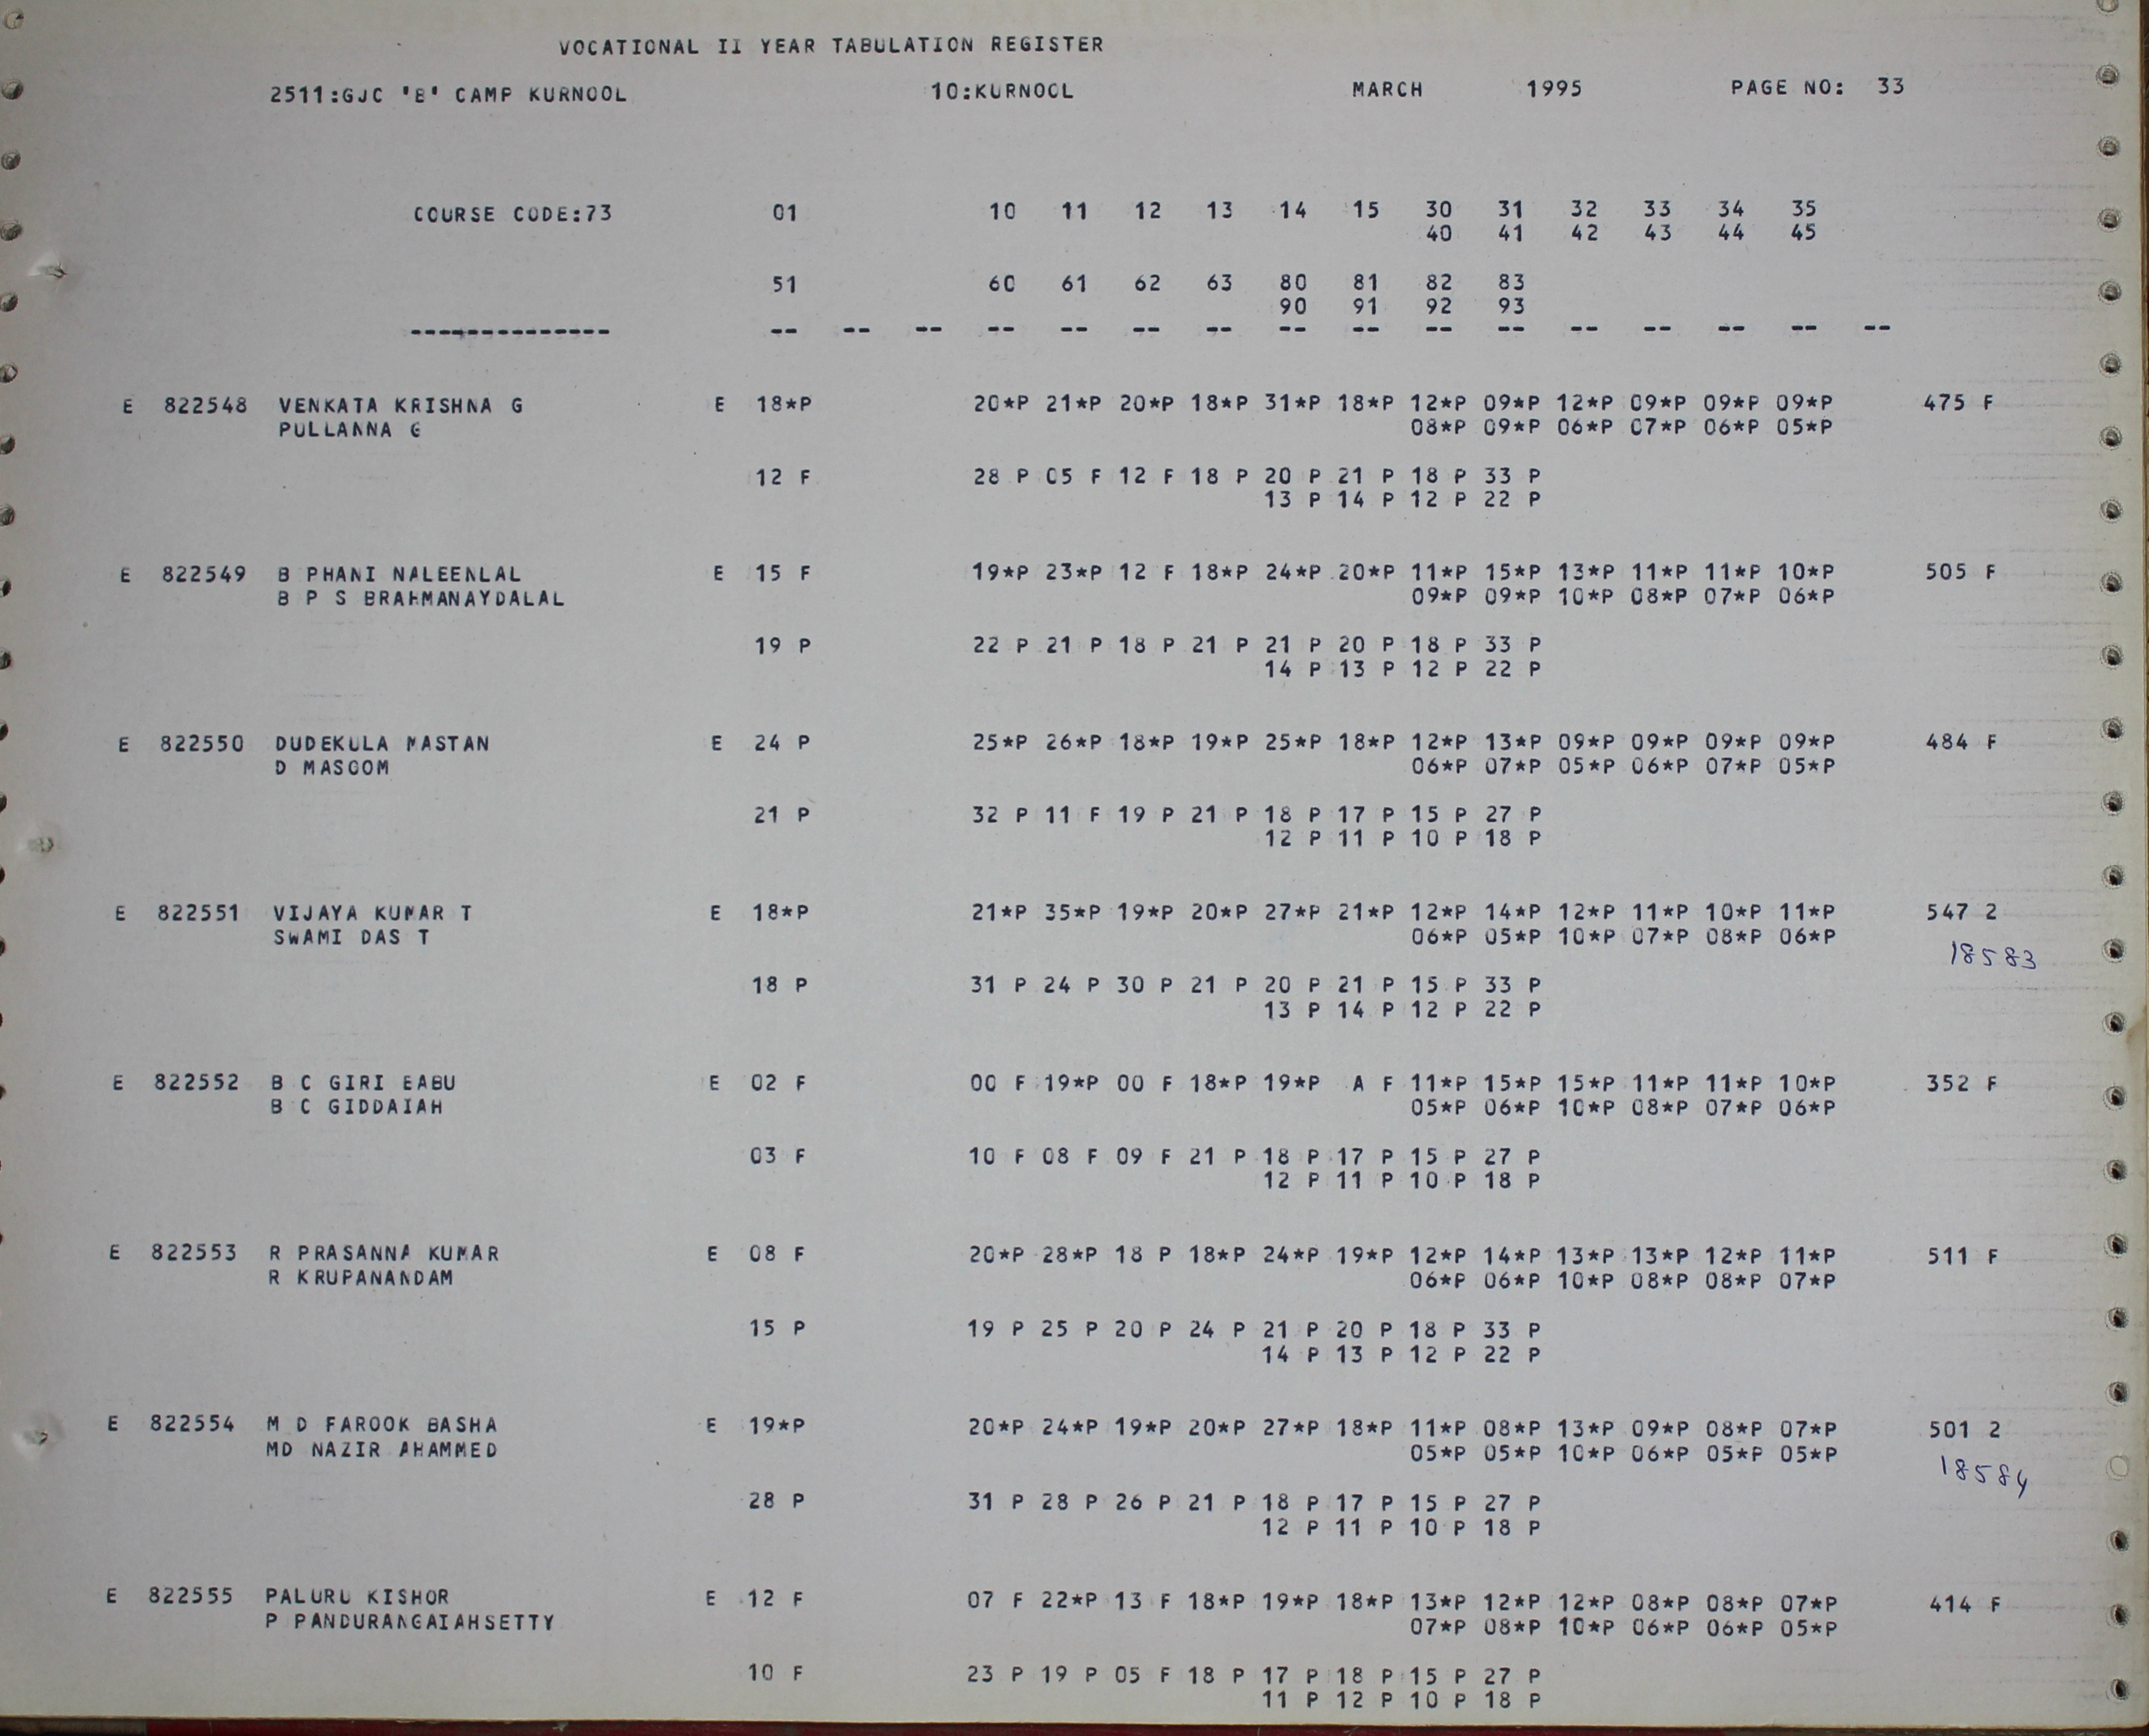 VOCATIONAL II YEAR TABULATION REGISTER
2511:GJC 'B' CAMP KURNOOL 10:KURNOOL MARCH 1995 PAGE NO: 33
COURSE CODE:73 01 10 11 12 13 14 15 30 31 32 33 34 35
40 41 42 43 44 45
51 60 61 62 63 80 81 82 83
90 91 92 93
-------------- -- -- -- -- -- -- -- -- -- -- -- -- -- -- -- --
E 822548 VENKATA KRISHNA G E 18*P 20*P 21*P 20*P 18*P 31*P 18*P 12*P 09*P 12*P 09*P 09*P 09*P 475 F
PULLANNA G 08*P 09*P 06*P 07*P 06*P 05*P
12 F 28 P 05 F 12 F 18 P 20 P 21 P 18 P 33 P
13 P 14 P 12 P 22 P
E 822549 B PHANI NALEENLAL E 15 F 19*P 23*P 12 F 18*P 24*P 20*P 11*P 15*P 13*P 11*P 11*P 10*P 505 F
B P S BRAHMANAYDALAL 09*P 09*P 10*P 08*P 07*P 06*P
19 P 22 P 21 P 18 P 21 P 21 P 20 P 18 P 33 P
14 P 13 P 12 P 22 P
E 822550 DUDEKULA MASTAN E 24 P 25*P 26*P 18*P 19*P 25*P 18*P 12*P 13*P 09*P 09*P 09*P 09*P 484 F
D MASOOM 06*P 07*P 05*P 06*P 07*P 05*P
21 P 32 P 11 F 19 P 21 P 18 P 17 P 15 P 27 P
12 P 11 P 10 P 18 P
E 822551 VIJAYA KUMAR T E 18*P 21*P 35*P 19*P 20*P 27*P 21*P 12*P 14*P 12*P 11*P 10*P 11*P 547 2
SWAMI DAS T 06*P 05*P 10*P 07*P 08*P 06*P
18583
18 P 31 P 24 P 30 P 21 P 20 P 21 P 15 P 33 P
13 P 14 P 12 P 22 P
E 822552 B C GIRI BABU E 02 F 00 F 19*P 00 F 18*P 19*P A F 11*P 15*P 15*P 11*P 11*P 10*P 352 F
B C GIDDAIAH 05*P 06*P 10*P 08*P 07*P 06*P
03 F 10 F 08 F 09 F 21 P 18 P 17 P 15 P 27 P
12 P 11 P 10 P 18 P
E 822553 R PRASANNA KUMAR E 08 F 20*P 28*P 18 P 18*P 24*P 19*P 12*P 14*P 13*P 13*P 12*P 11*P 511 F
R KRUPANANDAM 06*P 06*P 10*P 08*P 08*P 07*P
15 P 19 P 25 P 20 P 24 P 21 P 20 P 18 P 33 P
14 P 13 P 12 P 22 P
E 822554 M D FAROOK BASHA E 19*P 20*P 24*P 19*P 20*P 27*P 18*P 11*P 08*P 13*P 09*P 08*P 07*P 501 2
MD NAZIR AHAMMED 05*P 05*P 10*P 06*P 05*P 05*P
18584
28 P 31 P 28 P 26 P 21 P 18 P 17 P 15 P 27 P
12 P 11 P 10 P 18 P
E 822555 PALURU KISHOR E 12 F 07 F 22*P 13 F 18*P 19*P 18*P 13*P 12*P 12*P 08*P 08*P 07*P 414 F
P PANDURANGAIAHSETTY 07*P 08*P 10*P 06*P 06*P 05*P
10 F 23 P 19 P 05 F 18 P 17 P 18 P 15 P 27 P
11 P 12 P 10 P 18 P